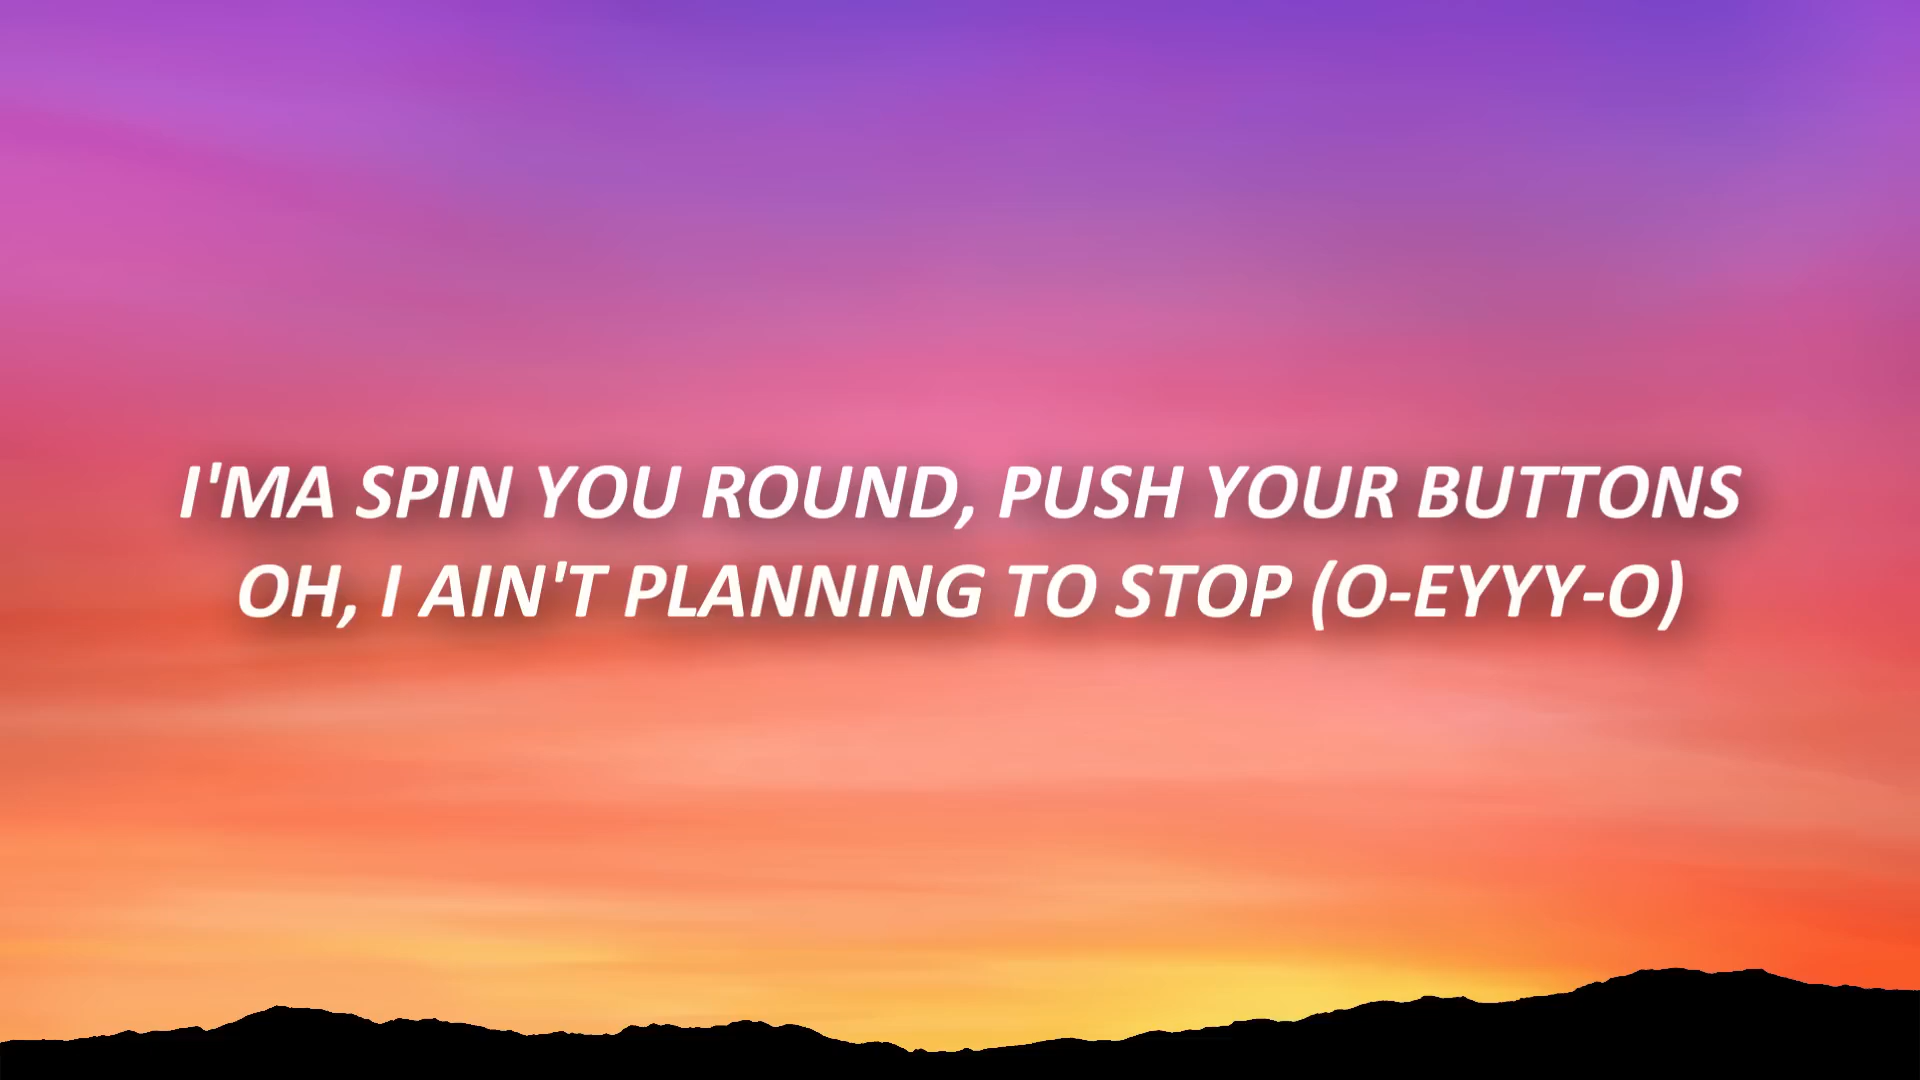 I'MA SPIN YOU ROUND, PUSH YOUR BUTTONS
OH, I AIN'T PLANNING TO STOP (O-EYYY-O)